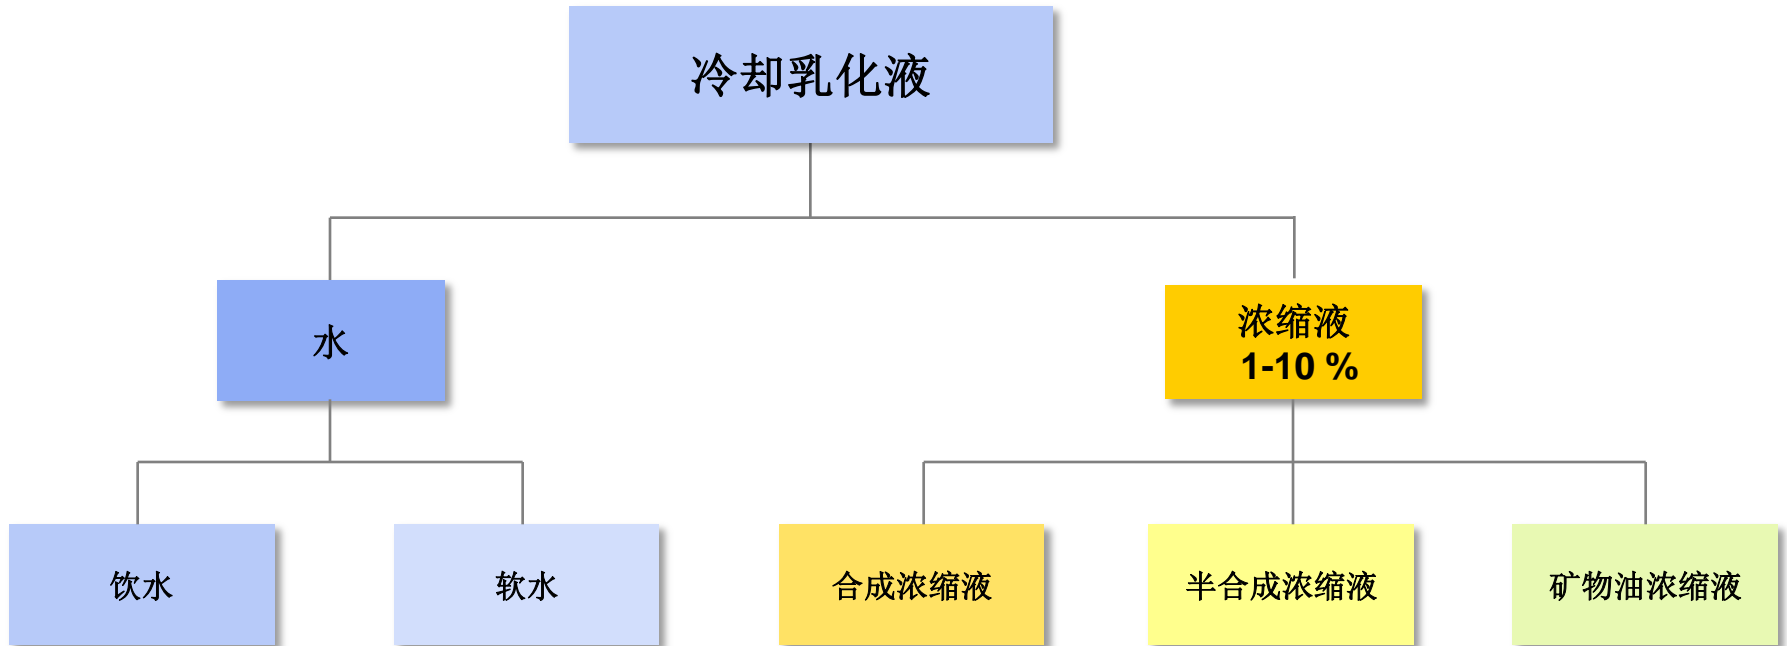 冷却乳化液
水
浓缩液
1-10 %
饮水
软水
合成浓缩液
半合成浓缩液
矿物油浓缩液